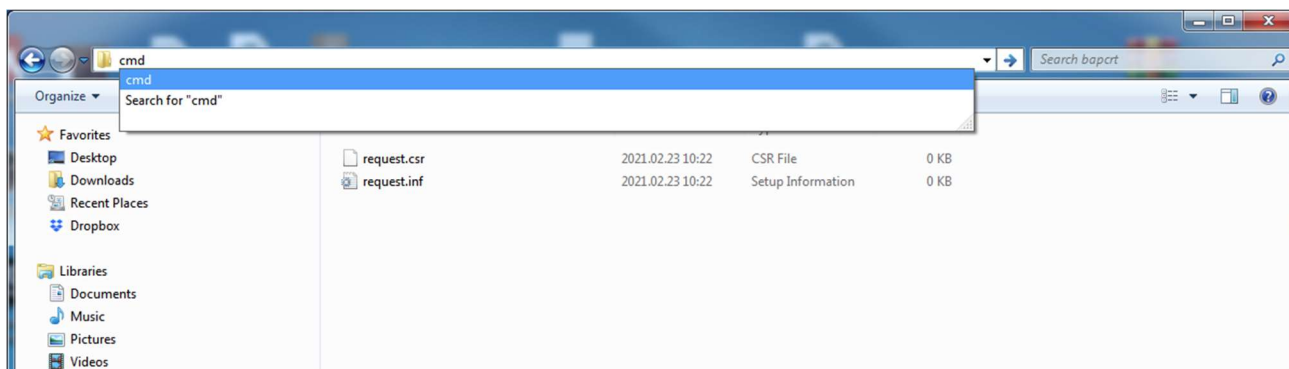 cmd
Search bapcrt
cmd
Search for "cmd"
Organize
Favorites
Desktop
Downloads
Recent Places
Dropbox
Libraries
Documents
Music
Pictures
Videos
request.csr 2021.02.23 10:22 CSR File 0 KB
request.inf 2021.02.23 10:22 Setup Information 0 KB